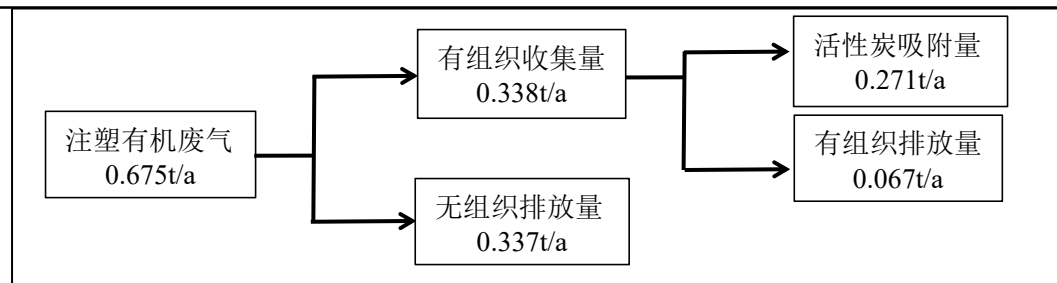 注塑有机废气
0.675t/a
有组织收集量
0.338t/a
无组织排放量
0.337t/a
活性炭吸附量
0.271t/a
有组织排放量
0.067t/a